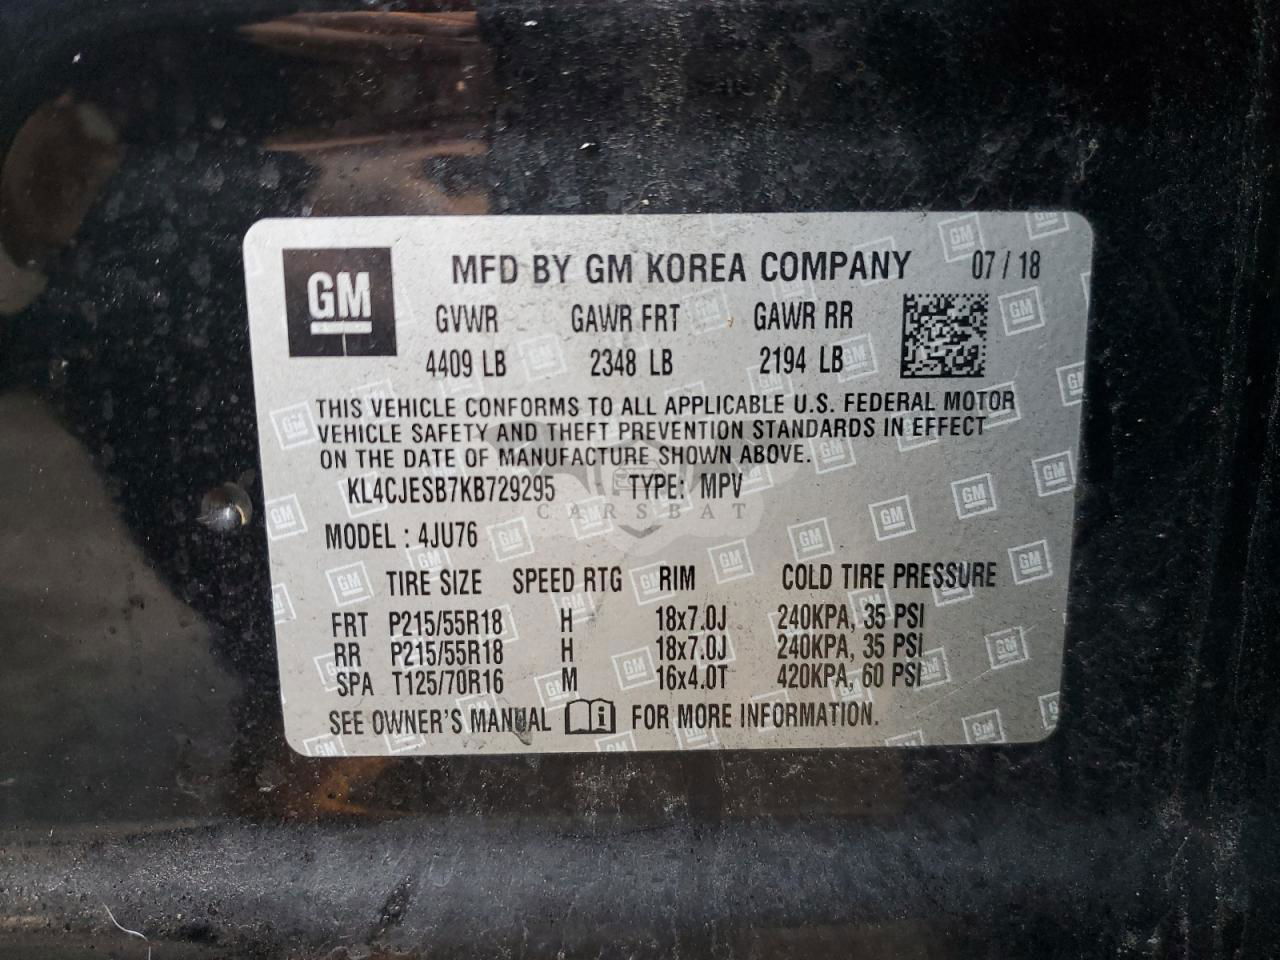 GM
MFD BY GM KOREA COMPANY 07 / 18
GVWR GAWR FRT GAWR RR
4409 LB 2348 LB 2194 LB
THIS VEHICLE CONFORMS TO ALL APPLICABLE U.S. FEDERAL MOTOR
VEHICLE SAFETY AND THEFT PREVENTION STANDARDS IN EFFECT
ON THE DATE OF MANUFACTURE SHOWN ABOVE.
KL4CJESB7KB729295 TYPE: MPV
CARSBAT
MODEL : 4JU76
TIRE SIZE SPEED RTG RIM COLD TIRE PRESSURE
FRT P215/55R18 H 18x7.0J 240KPA, 35 PSI
RR P215/55R18 H 18x7.0J 240KPA, 35 PSI
SPA T125/70R16 M 16x4.0T 420KPA, 60 PSI
SEE OWNER'S MANUAL i FOR MORE INFORMATION.